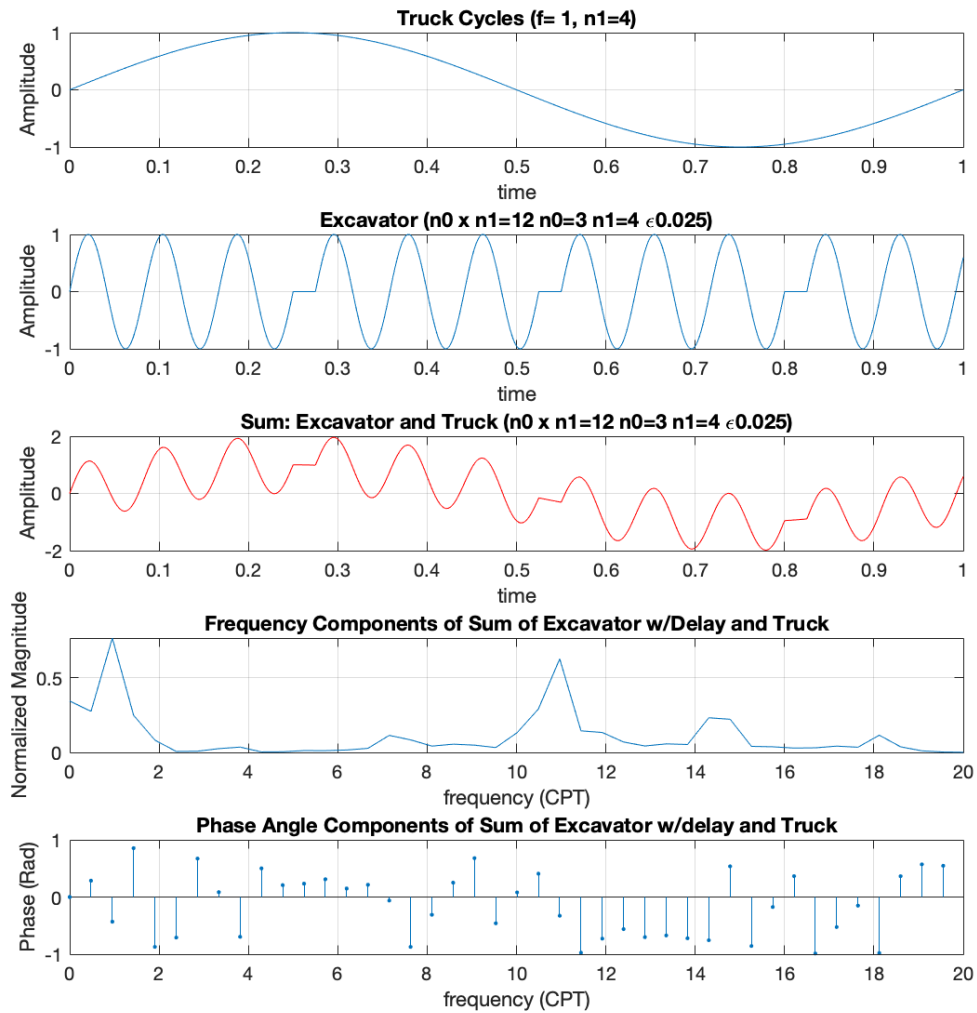 Truck Cycles (f= 1, n1=4)
Amplitude
1
0
-1
0 0.1 0.2 0.3 0.4 0.5 0.6 0.7 0.8 0.9 1
time
Excavator (n0 x n1=12 n0=3 n1=4 ϵ0.025)
Amplitude
1
0
-1
0 0.1 0.2 0.3 0.4 0.5 0.6 0.7 0.8 0.9 1
time
Sum: Excavator and Truck (n0 x n1=12 n0=3 n1=4 ϵ0.025)
Amplitude
2
0
-2
0 0.1 0.2 0.3 0.4 0.5 0.6 0.7 0.8 0.9 1
time
Frequency Components of Sum of Excavator w/Delay and Truck
Normalized Magnitude
0.5
0
0 2 4 6 8 10 12 14 16 18 20
frequency (CPT)
Phase Angle Components of Sum of Excavator w/delay and Truck
Phase (Rad)
1
0
-1
0 2 4 6 8 10 12 14 16 18 20
frequency (CPT)